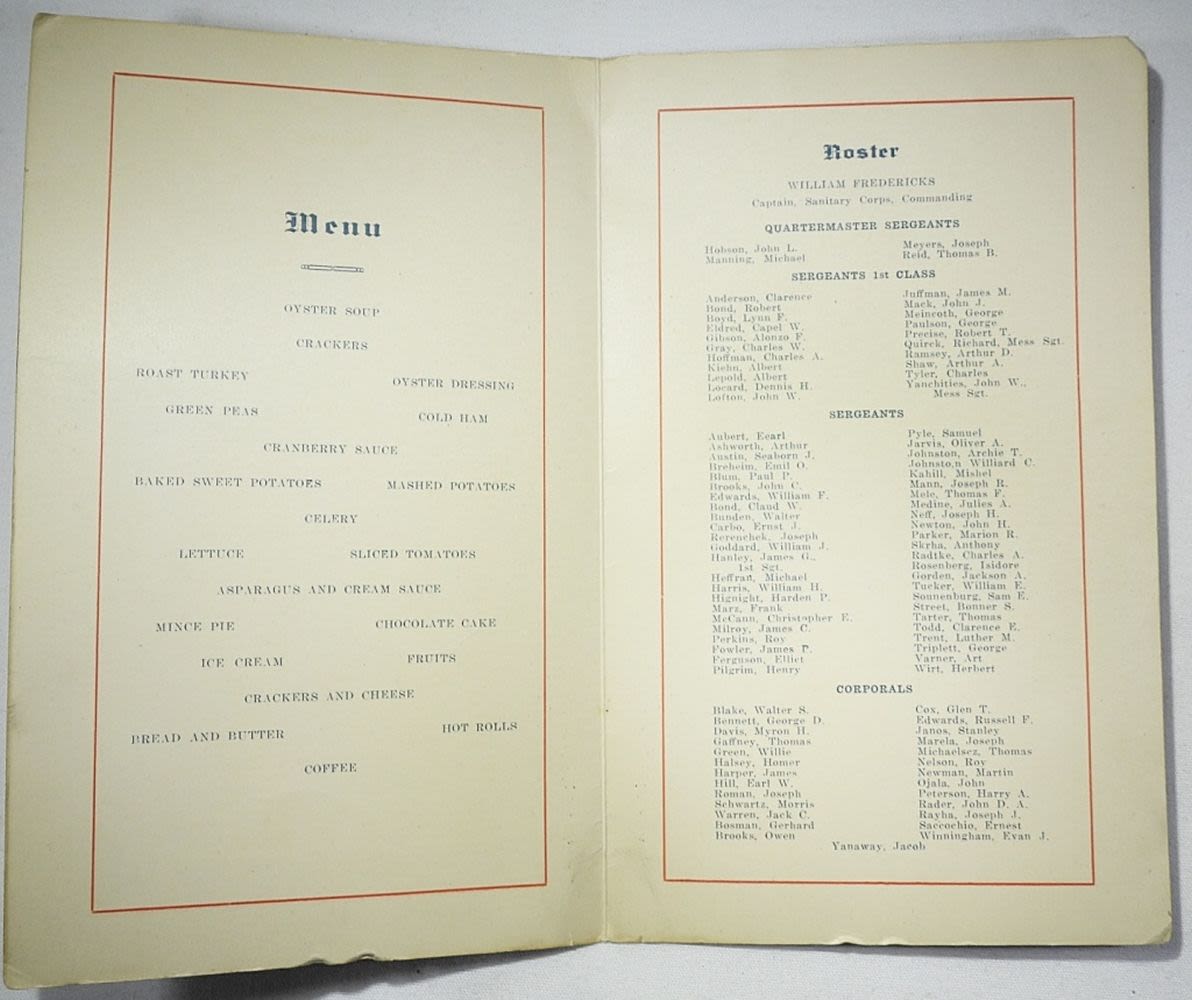 Menu
OYSTER SOUP
CRACKERS
ROAST TURKEY OYSTER DRESSING
GREEN PEAS COLD HAM
CRANBERRY SAUCE
BAKED SWEET POTATOES MASHED POTATOES
CELERY
LETTUCE SLICED TOMATOES
ASPARAGUS AND CREAM SAUCE
MINCE PIE CHOCOLATE CAKE
ICE CREAM FRUITS
CRACKERS AND CHEESE
BREAD AND BUTTER HOT ROLLS
COFFEE
Roster
WILLIAM FREDERICKS
Captain, Sanitary Corps, Commanding
QUARTERMASTER SERGEANTS
Hobson, John L.
Manning, Michael
Meyers, Joseph
Reid, Thomas B.
SERGEANTS 1st CLASS
Anderson, Clarence
Bond, Robert
Boyd, Lynn F.
Eldred, Capel W.
Gibson, Alonzo F.
Gray, Charles W.
Hoffman, Charles A.
Kiehn, Albert
Lepold, Albert
Locard, Dennis H.
Lofton, John W.
Juffman, James M.
Mack, John J.
Meincoth, George
Paulson, George
Precise, Robert T.
Quirck, Richard, Mess Sgt.
Ramsey, Arthur D.
Shaw, Arthur A.
Tyler, Charles
Yanchities, John W.,
Mess Sgt.
SERGEANTS
Aubert, Eearl
Ashworth, Arthur
Austin, Seaborn J.
Breheim, Emil O.
Blum, Paul P.
Brooks, John C.
Edwards, William F.
Bond, Claud W.
Bunden, Walter
Carbo, Ernst J.
Rerenchek, Joseph
Goddard, William J.
Hanley, James G.,
1st Sgt.
Heffran, Michael
Harris, William H.
Hignight, Harden P.
Marz, Frank
McCann, Christopher E.
Milroy, James C.
Perkins, Roy
Fowler, James P.
Ferguson, Elliet
Pilgrim, Henry
Pyle, Samuel
Jarvis, Oliver A.
Johnston, Archie T.
Johnsto,n Williard C.
Kahill, Mishel
Mann, Joseph R.
Mele, Thomas F.
Medine, Julies A.
Neff, Joseph H.
Newton, John H.
Parker, Marion R.
Skrha, Anthony
Radtke, Charles A.
Rosenberg, Isidore
Gorden, Jackson A.
Tucker, William E.
Sonnenburg, Sam E.
Street, Bonner S.
Tarter, Thomas
Todd, Clarence E.
Trent, Luther M.
Triplett, George
Varner, Art
Wirt, Herbert
CORPORALS
Blake, Walter S.
Bennett, George D.
Davis, Myron H.
Gaffney, Thomas
Green, Willie
Halsey, Homer
Harper, James
Hill, Earl W.
Roman, Joseph
Schwartz, Morris
Warren, Jack C.
Bosman, Gerhard
Brooks, Owen
Cox, Glen T.
Edwards, Russell F.
Janos, Stanley
Marela, Joseph
Michaelscz, Thomas
Nelson, Roy
Newman, Martin
Ojala, John
Peterson, Harry A.
Rader, John D. A.
Rayha, Joseph J.
Saccochio, Ernest
Winningham, Evan J.
Yanaway, Jacob